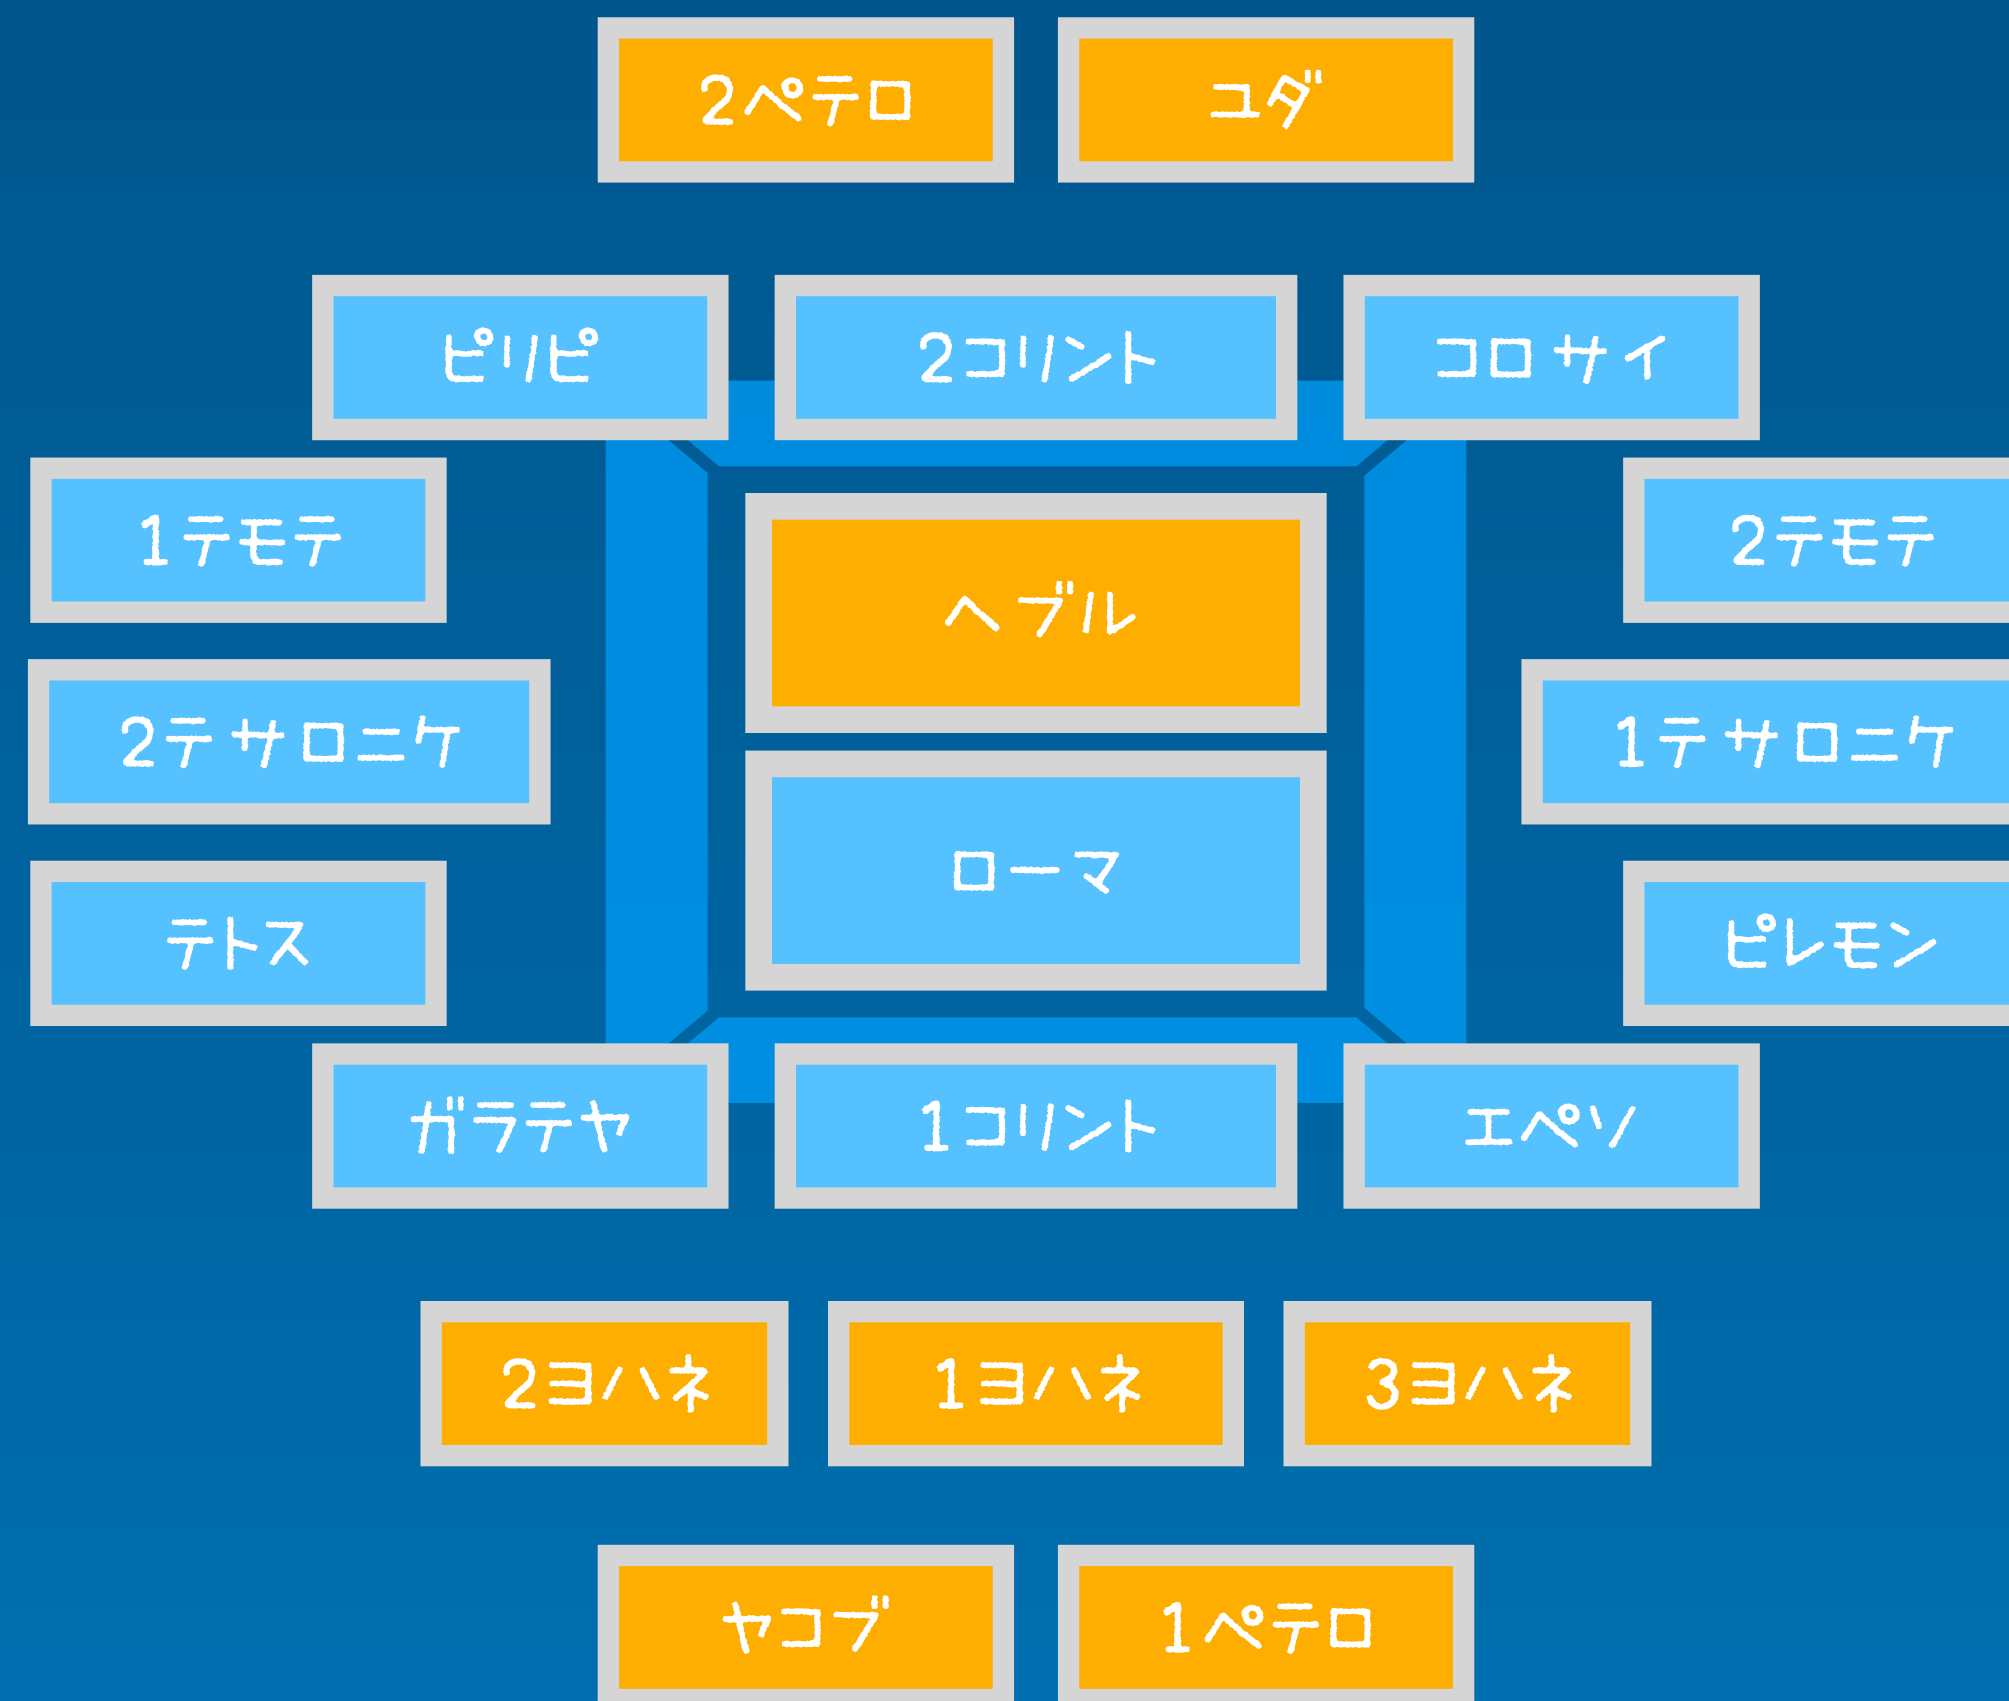 2ペテロ
ユダ
ピリピ
2コリント
コロサイ
1テモテ
2テモテ
ヘブル
2テサロニケ
1テサロニケ
ローマ
テトス
ピレモン
ガラテヤ
1コリント
エペソ
2ヨハネ
1ヨハネ
3ヨハネ
ヤコブ
1ペテロ